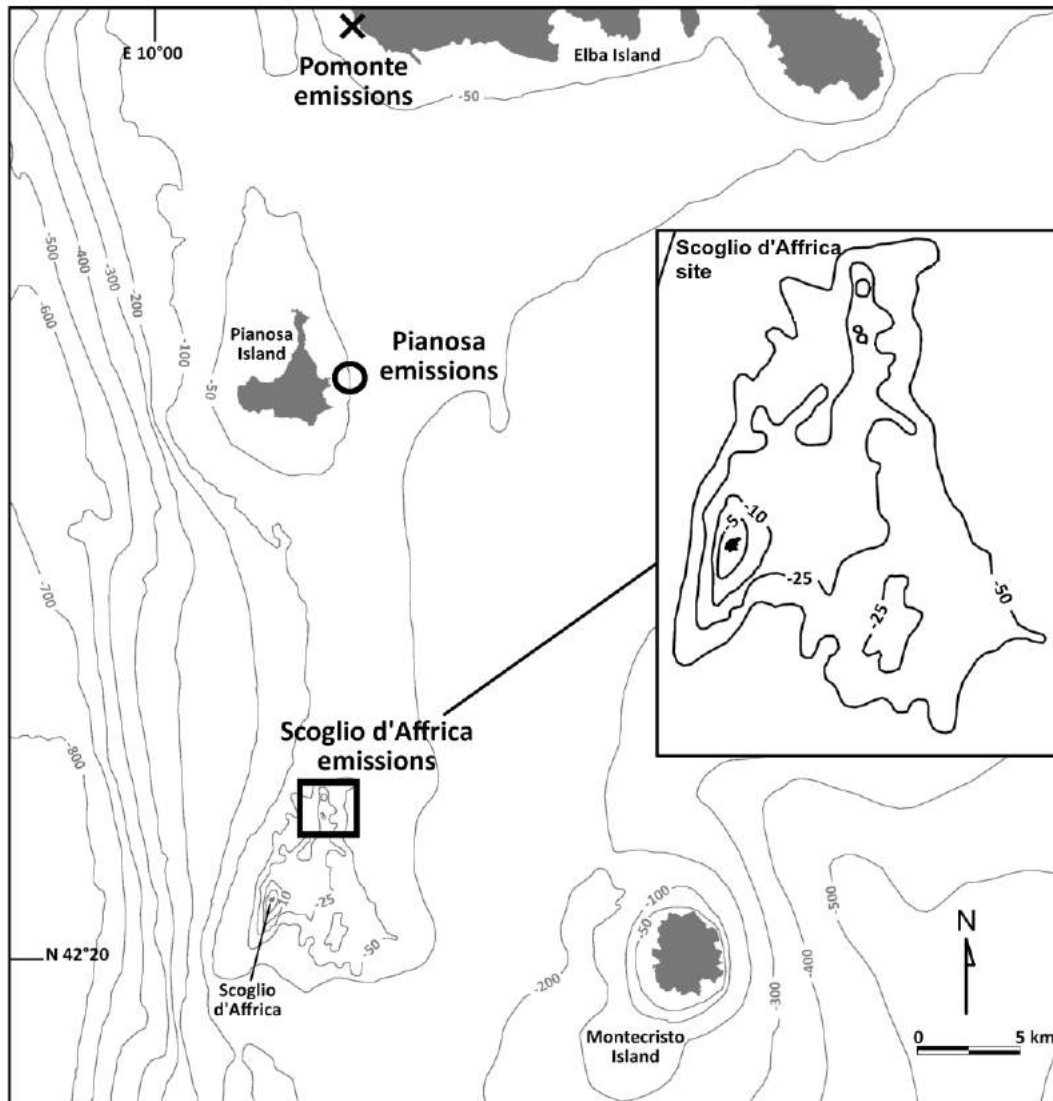 E 10°00
Pomonte
emissions
Elba Island
-50
-500
-400
-300
-200
-600
-100
-50
Pianosa
Island
Pianosa
emissions
Scoglio d'Affrica
site
-5
-10
-25
-25
-50
-700
-800
Scoglio d'Affrica
emissions
10
-25
-50
N 42°20
Scoglio
d'Affrica
-100
-50
-200
-300
-400
-500
Montecristo
Island
N
0 5 km